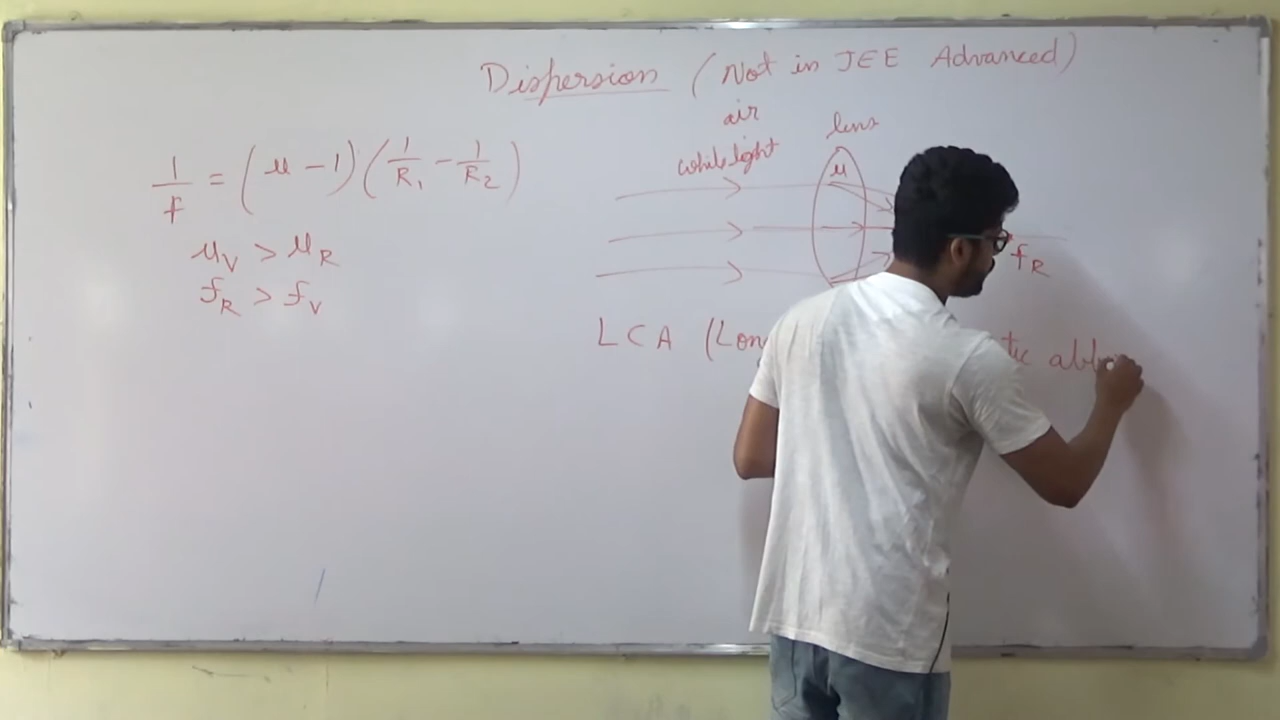 Dispersion (Not in JEE Advanced)
air
lens
white light
μ
1/f = (μ - 1)(1/R₁ - 1/R₂)
μ_V > μ_R
f_R > f_V
f_R
LCA (Lon
tic abb